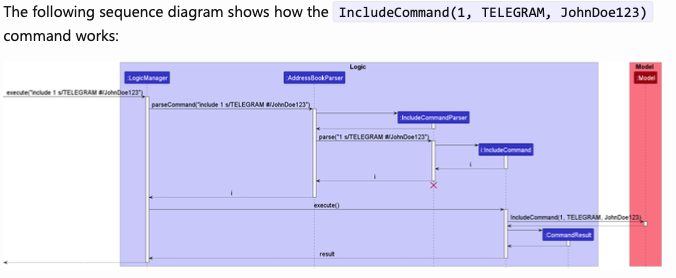 The following sequence diagram shows how the IncludeCommand(1, TELEGRAM, JohnDoe123)
command works:
Logic
Model
:LogicManager
:AddressBookParser
:Model
execute("include 1 s/TELEGRAM #/JohnDoe123")
parseCommand("include 1 s/TELEGRAM #/JohnDoe123")
:IncludeCommandParser
parse("1 s/TELEGRAM #/JohnDoe123")
i:IncludeCommand
i
i
i
execute()
IncludeCommand(1, TELEGRAM, JohnDoe123)
:CommandResult
result